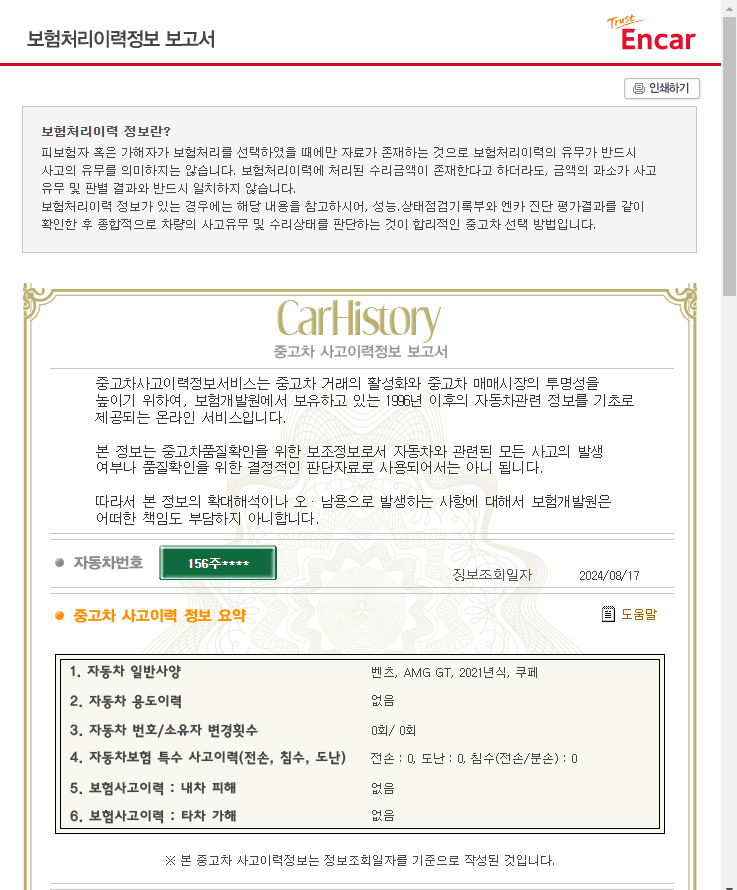 보험처리이력정보 보고서
Trust
Encar
인쇄하기
보험처리이력 정보란?
피보험자 혹은 가해자가 보험처리를 선택하였을 때에만 자료가 존재하는 것으로 보험처리이력의 유무가 반드시
사고의 유무를 의미하지는 않습니다. 보험처리이력에 처리된 수리금액이 존재한다고 하더라도, 금액의 과소가 사고
유무 및 판별 결과와 반드시 일치하지 않습니다.
보험처리이력 정보가 있는 경우에는 해당 내용을 참고하시어, 성능.상태점검기록부와 엔카 진단 평가결과를 같이
확인한 후 종합적으로 차량의 사고유무 및 수리상태를 판단하는 것이 합리적인 중고차 선택 방법입니다.
CarHistory
중고차 사고이력정보 보고서
중고차사고이력정보서비스는 중고차 거래의 활성화와 중고차 매매시장의 투명성을
높이기 위하여, 보험개발원에서 보유하고 있는 1996년 이후의 자동차관련 정보를 기초로
제공되는 온라인 서비스입니다.
본 정보는 중고차품질확인을 위한 보조정보로서 자동차와 관련된 모든 사고의 발생
여부나 품질확인을 위한 결정적인 판단자료로 사용되어서는 아니 됩니다.
따라서 본 정보의 확대해석이나 오·남용으로 발생하는 사항에 대해서 보험개발원은
어떠한 책임도 부담하지 아니합니다.
자동차번호 156주**** 정보조회일자 2024/08/17
중고차 사고이력 정보 요약 도움말
1. 자동차 일반사양 벤츠, AMG GT, 2021년식, 쿠페
2. 자동차 용도이력 없음
3. 자동차 번호/소유자 변경횟수 0회/ 0회
4. 자동차보험 특수 사고이력(전손, 침수, 도난) 전손 : 0, 도난 : 0, 침수(전손/분손) : 0
5. 보험사고이력 : 내차 피해 없음
6. 보험사고이력 : 타차 가해 없음
※ 본 중고차 사고이력정보는 정보조회일자를 기준으로 작성된 것입니다.